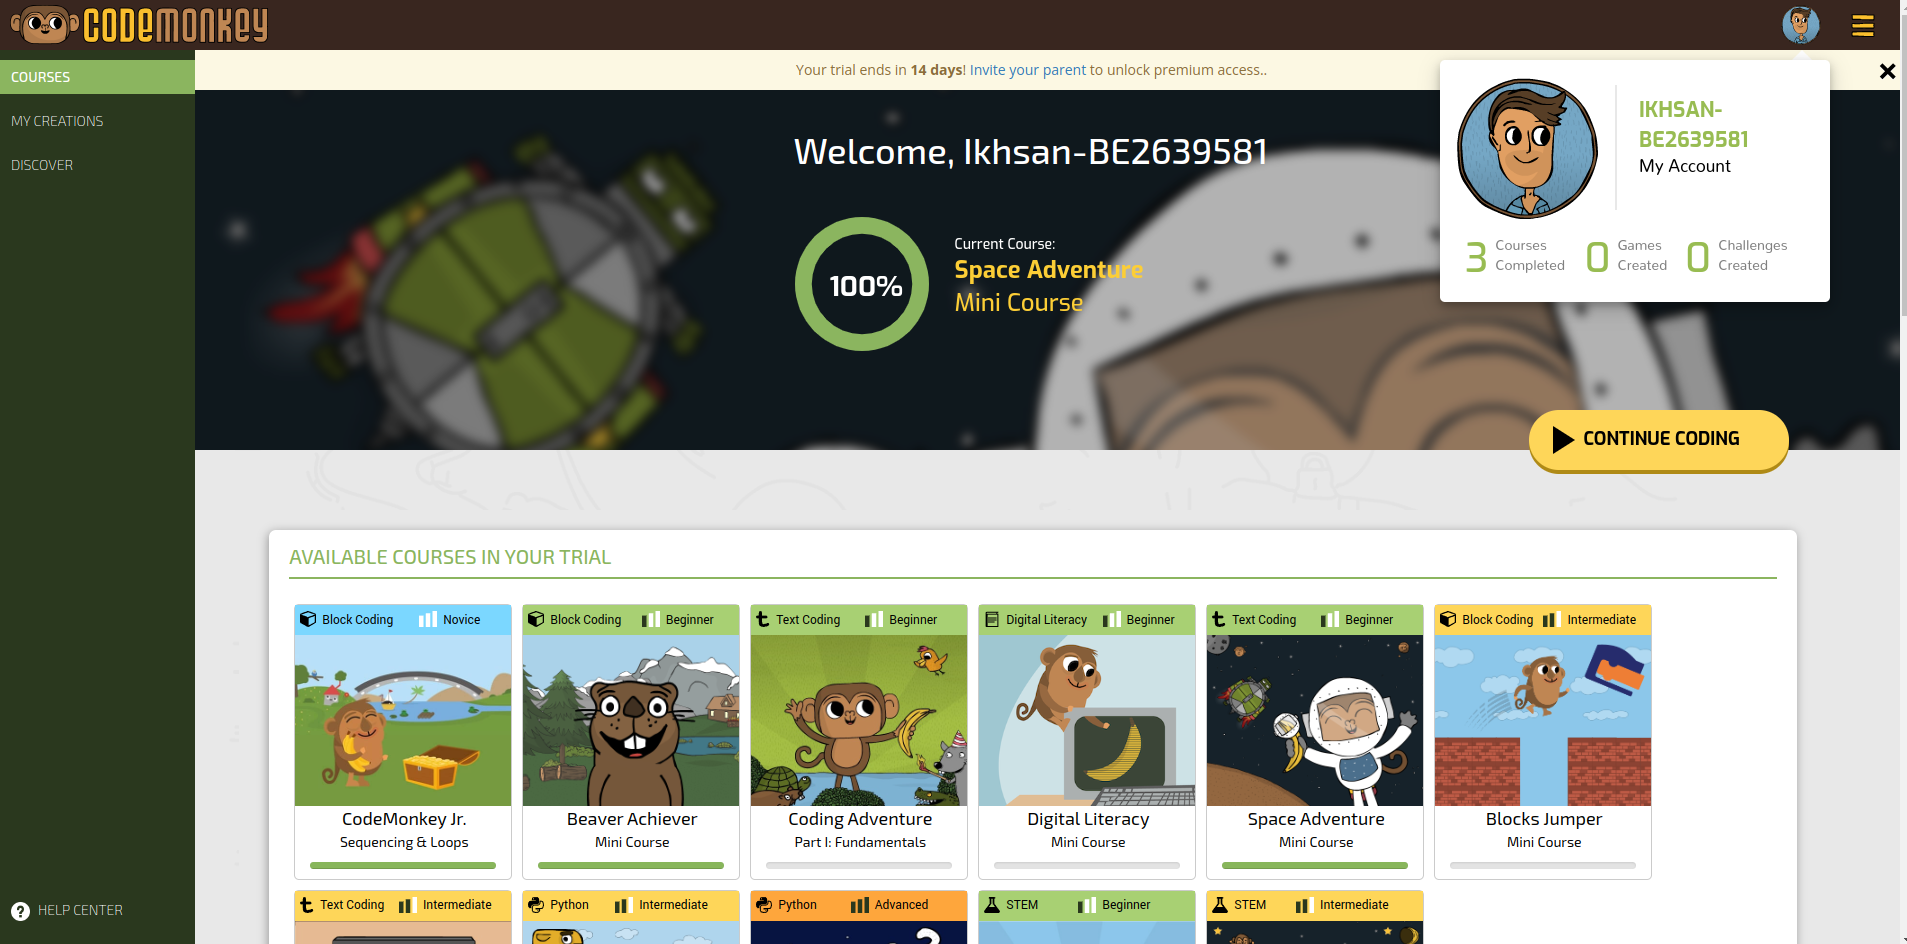 CODEMONKEY
COURSES
MY CREATIONS
DISCOVER
HELP CENTER
Your trial ends in 14 days! Invite your parent to unlock premium access..
Welcome, Ikhsan-BE2639581
100%
Current Course:
Space Adventure
Mini Course
IKHSAN-
BE2639581
My Account
3 Courses Completed
0 Games Created
0 Challenges Created
CONTINUE CODING
AVAILABLE COURSES IN YOUR TRIAL
Block Coding Novice
CodeMonkey Jr.
Sequencing & Loops
Block Coding Beginner
Beaver Achiever
Mini Course
Text Coding Beginner
Coding Adventure
Part I: Fundamentals
Digital Literacy Beginner
Digital Literacy
Mini Course
Text Coding Beginner
Space Adventure
Mini Course
Block Coding Intermediate
Blocks Jumper
Mini Course
Text Coding Intermediate
Python Intermediate
Python Advanced
STEM Beginner
STEM Intermediate